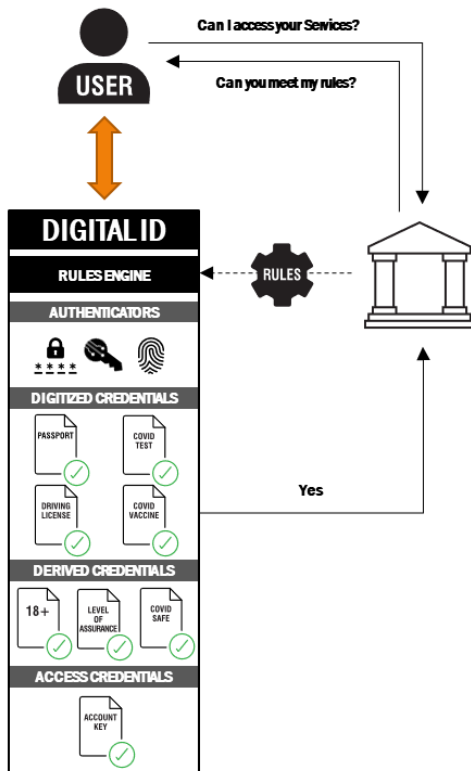 Can I access your Services?
Can you meet my rules?
USER
DIGITAL ID
RULES ENGINE
RULES
AUTHENTICATORS
* * * *
DIGITIZED CREDENTIALS
PASSPORT
COVID
TEST
DRIVING
LICENSE
COVID
VACCINE
Yes
DERIVED CREDENTIALS
18+
LEVEL
OF
ASSURANCE
COVID
SAFE
ACCESS CREDENTIALS
ACCOUNT
KEY